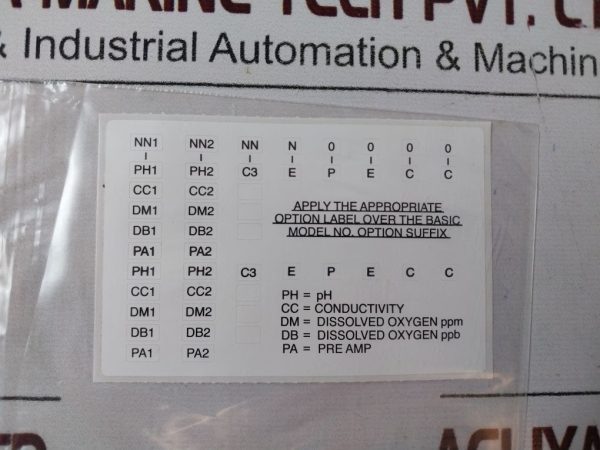 MARINE TECH PVT.
& Industrial Automation & Machin
NN1 NN2 NN N 0 0 0 0
– – – – – – – –
PH1 PH2 C3 E P E C C
CC1 CC2
DM1 DM2
DB1 DB2
PA1 PA2
APPLY THE APPROPRIATE
OPTION LABEL OVER THE BASIC
MODEL NO. OPTION SUFFIX
PH1 PH2 C3 E P E C C
CC1 CC2
DM1 DM2
DB1 DB2
PA1 PA2
PH = pH
CC = CONDUCTIVITY
DM = DISSOLVED OXYGEN ppm
DB = DISSOLVED OXYGEN ppb
PA = PRE AMP